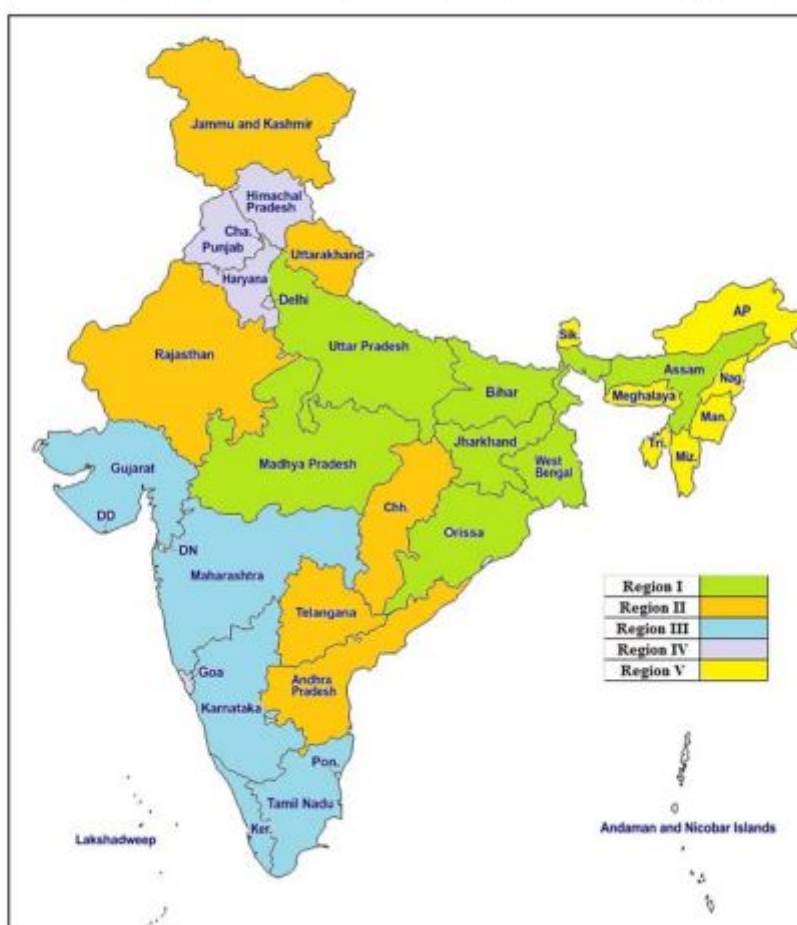 Jammu and Kashmir
Himachal
Pradesh
Cha.
Punjab
Uttarakhand
Haryana
Delhi
AP
Sik.
Rajasthan
Uttar Pradesh
Assam
Nag.
Bihar
Meghalaya
Man.
Jharkhand
Tri.
Miz.
Gujarat
Madhya Pradesh
West
Bengal
Chh.
DD
Orissa
DN
Maharashtra
Region I
Region II
Telangana
Region III
Region IV
Goa
Region V
Andhra
Pradesh
Karnataka
Pon.
Tamil Nadu
Ker.
Lakshadweep
Andaman and Nicobar Islands